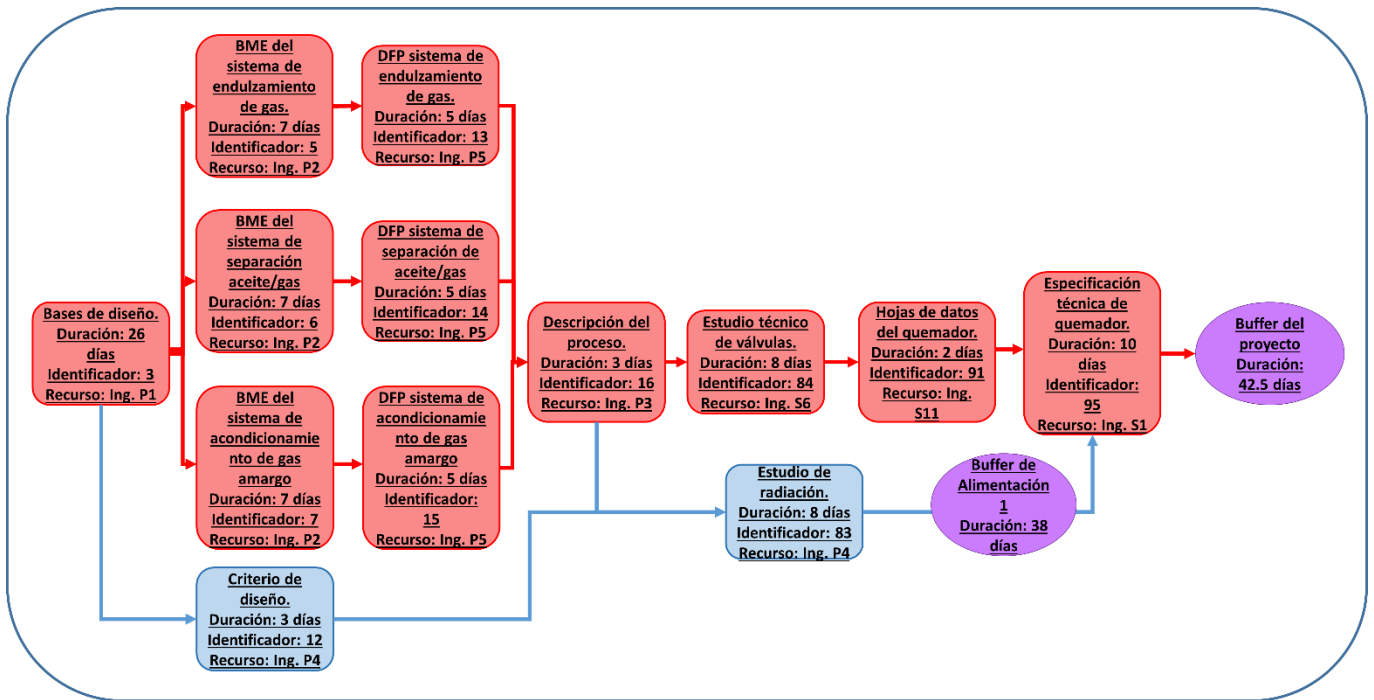 BME del
sistema de
endulzamiento
de gas.
Duración: 7 días
Identificador: 5
Recurso: Ing. P2
DFP sistema de
endulzamiento
de gas.
Duración: 5 días
Identificador: 13
Recurso: Ing. P5
BME del
sistema de
separación
aceite/gas
Duración: 7 días
Identificador: 6
Recurso: Ing. P2
DFP sistema de
separación de
aceite/gas
Duración: 5 días
Identificador: 14
Recurso: Ing. P5
Bases de diseño.
Duración: 26
días
Identificador: 3
Recurso: Ing. P1
BME del
sistema de
acondicionamie
nto de gas
amargo
Duración: 7 días
Identificador: 7
Recurso: Ing. P2
DFP sistema de
acondicionamie
nto de gas
amargo
Duración: 5 días
Identificador:
15
Recurso: Ing. P5
Descripción del
proceso.
Duración: 3 días
Identificador: 16
Recurso: Ing. P3
Estudio técnico
de válvulas.
Duración: 8 días
Identificador: 84
Recurso: Ing. S6
Hojas de datos
del quemador.
Duración: 2 días
Identificador: 91
Recurso: Ing.
S11
Especificación
técnica de
quemador.
Duración: 10
días
Identificador:
95
Recurso: Ing. S1
Buffer del
proyecto
Duración:
42.5 días
Estudio de
radiación.
Duración: 8 días
Identificador: 83
Recurso: Ing. P4
Buffer de
Alimentación
1
Duración: 38
días
Criterio de
diseño.
Duración: 3 días
Identificador: 12
Recurso: Ing. P4